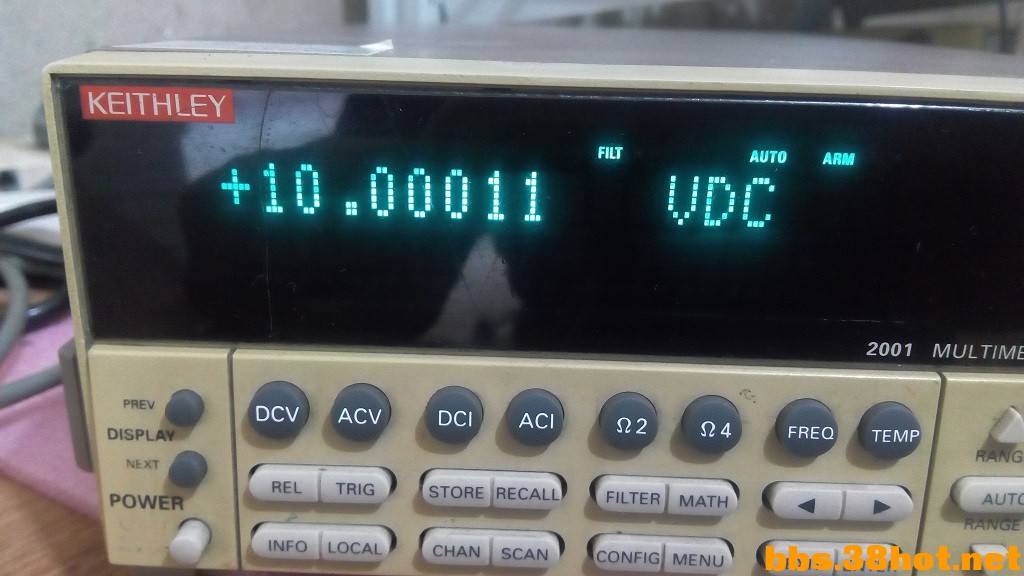 KEITHLEY
FILT AUTO ARM
+10.00011 VDC
2001 MULTIME
PREV
DISPLAY
NEXT
POWER
DCV ACV DCI ACI Ω2 Ω4 FREQ TEMP
RANG
REL TRIG STORE RECALL FILTER MATH ◀ ▶ AUTO
RANGE
INFO LOCAL CHAN SCAN CONFIG MENU
bbs.38hot.net